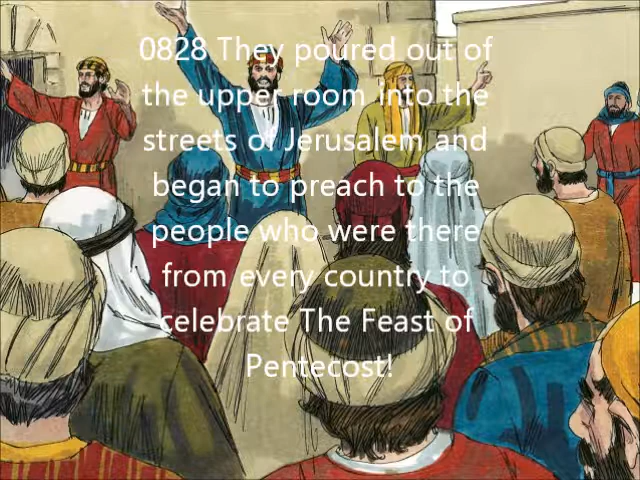 0828 They poured out of
the upper room into the
streets of Jerusalem and
began to preach to the
people who were there
from every country to
celebrate The Feast of
Pentecost!